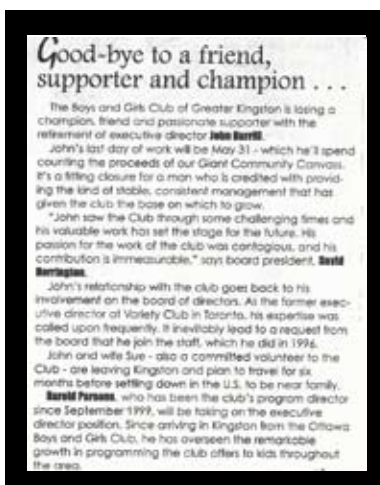 Good-bye to a friend,
supporter and champion . . .
The Boys and Girls Club of Greater Kingston is losing a
champion, friend and passionate supporter with the
retirement of executive director John Harrill.
John's last day of work will be May 31 - which he'll spend
counting the proceeds of our Giant Community Canvass.
It's a fitting closure for a man who is credited with provid-
ing the kind of stable, consistent management that has
given the club the base on which to grow.
"John saw the Club through some challenging times and
his valuable work has set the stage for the future. His
passion for the work of the club was contagious, and his
contribution is immeasurable," says board president, David
Herrington.
John's relationship with the club goes back to his
involvement on the board of directors. As the former exec-
utive director at Variety Club in Toronto, his expertise was
called upon frequently. It inevitably lead to a request from
the board that he join the staff, which he did in 1996.
John and wife Sue - also a committed volunteer to the
Club - are leaving Kingston and plan to travel for six
months before settling down in the U.S. to be near family.
Harold Parsons, who has been the club's program director
since September 1999, will be taking on the executive
director position. Since arriving in Kingston from the Ottawa
Boys and Girls Club, he has overseen the remarkable
growth in programming the club offers to kids throughout
the area.